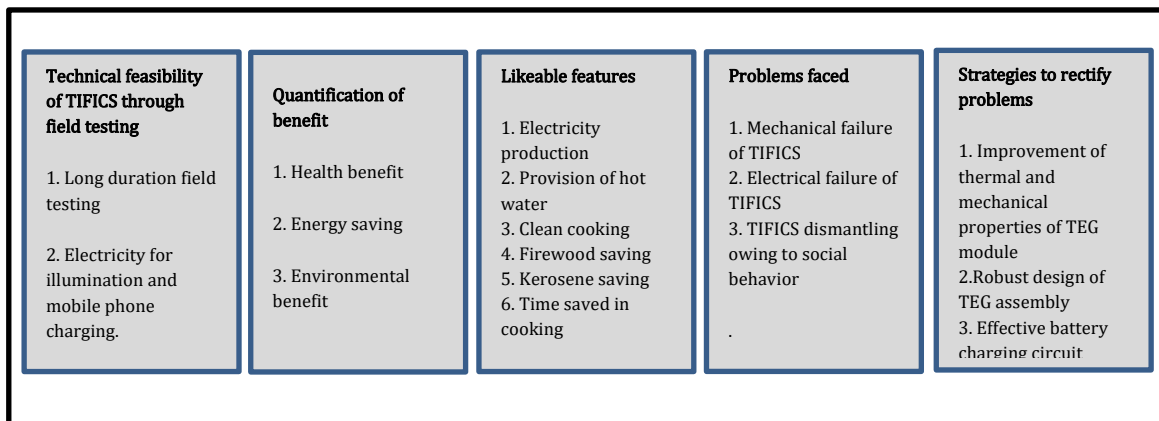 Technical feasibility
of TIFICS through
field testing
1. Long duration field
testing
2. Electricity for
illumination and
mobile phone
charging.
Quantification of
benefit
1. Health benefit
2. Energy saving
3. Environmental
benefit
Likeable features
1. Electricity
production
2. Provision of hot
water
3. Clean cooking
4. Firewood saving
5. Kerosene saving
6. Time saved in
cooking
Problems faced
1. Mechanical failure
of TIFICS
2. Electrical failure of
TIFICS
3. TIFICS dismantling
owing to social
behavior
.
Strategies to rectify
problems
1. Improvement of
thermal and
mechanical
properties of TEG
module
2.Robust design of
TEG assembly
3. Effective battery
charging circuit